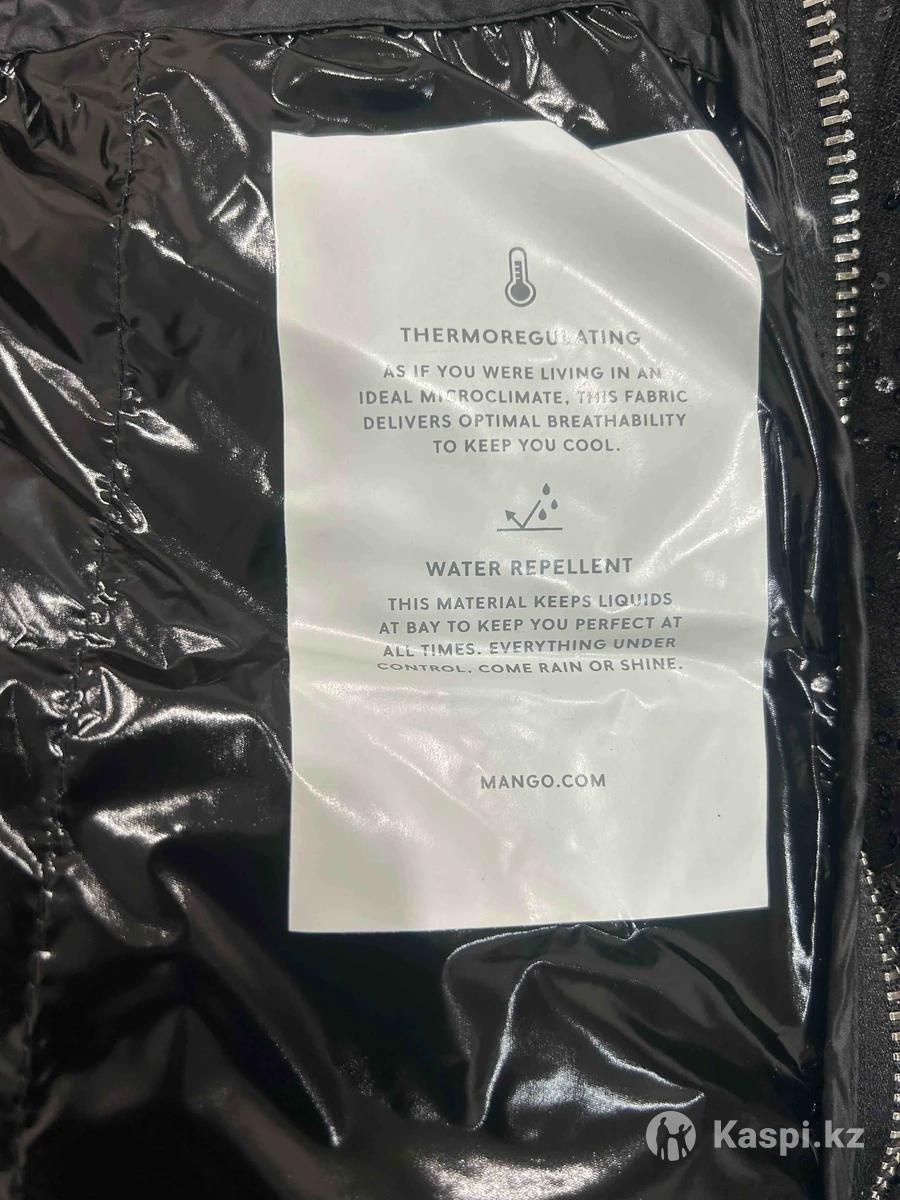 THERMOREGULATING
AS IF YOU WERE LIVING IN AN
IDEAL MICROCLIMATE, THIS FABRIC
DELIVERS OPTIMAL BREATHABILITY
TO KEEP YOU COOL.
WATER REPELLENT
THIS MATERIAL KEEPS LIQUIDS
AT BAY TO KEEP YOU PERFECT AT
ALL TIMES. EVERYTHING UNDER
CONTROL, COME RAIN OR SHINE.
MANGO.COM
Kaspi.kz